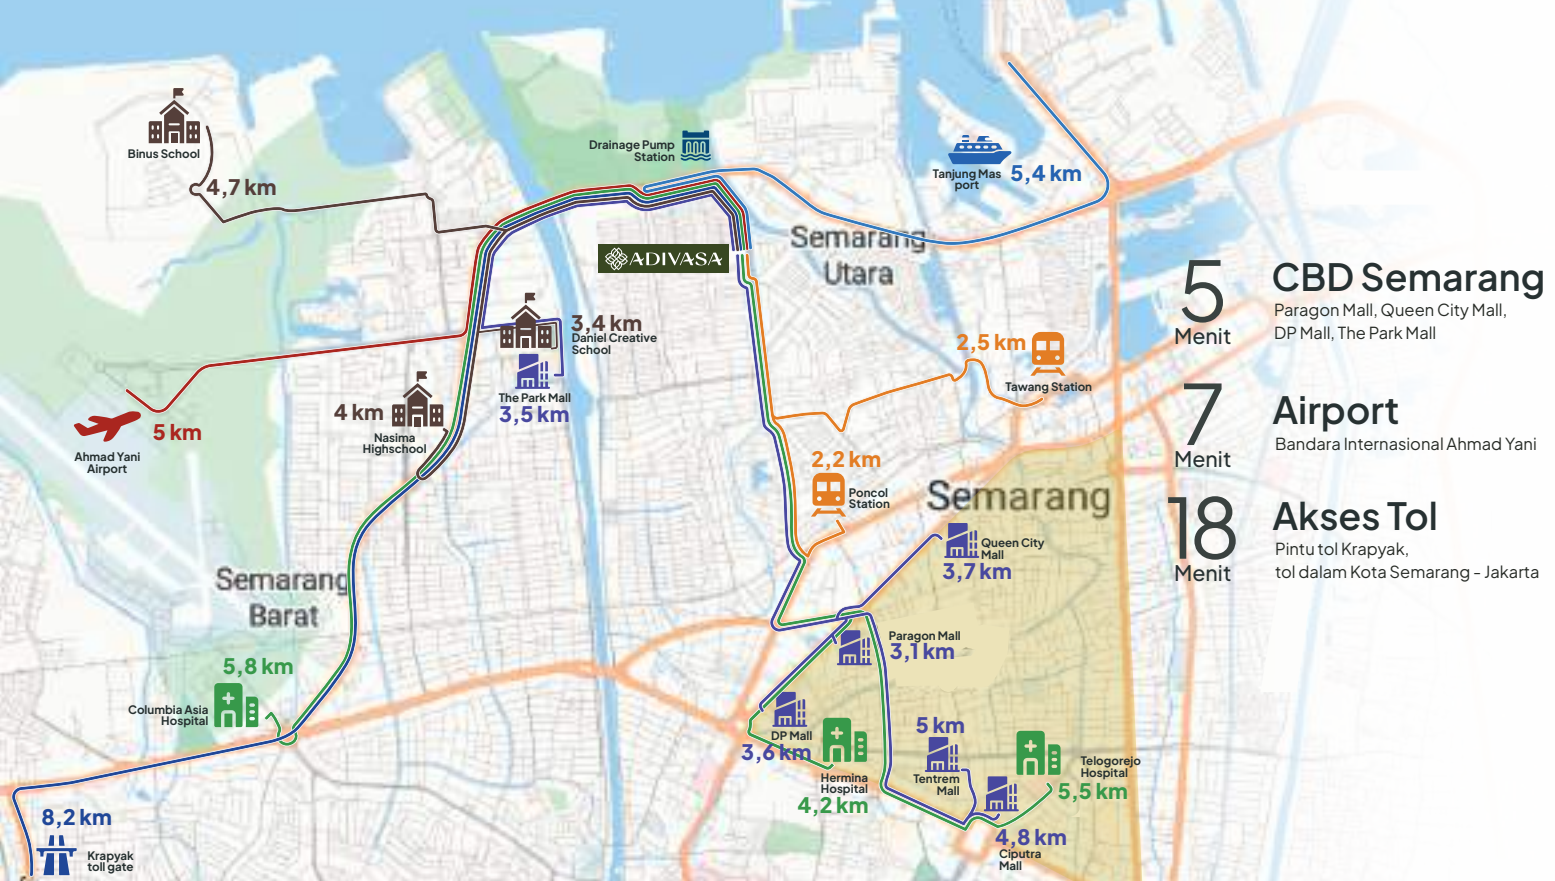 Binus School
4,7 km
Drainage Pump
Station
Tanjung Mas
port
5,4 km
Semarang
Utara
ADIVASA
3,4 km
Daniel Creative
School
The Park Mall
3,5 km
4 km
Nasima
Highschool
5 km
Ahmad Yani
Airport
2,5 km
Tawang Station
2,2 km
Poncol
Station
Semarang
Queen City
Mall
3,7 km
Semarang
Barat
Paragon Mall
3,1 km
5,8 km
Columbia Asia
Hospital
DP Mall
3,6 km
Hermina
Hospital
4,2 km
5 km
Tentrem
Mall
Telogorejo
Hospital
5,5 km
4,8 km
Ciputra
Mall
8,2 km
Krapyak
toll gate
5
Menit
CBD Semarang
Paragon Mall, Queen City Mall,
DP Mall, The Park Mall
7
Menit
Airport
Bandara Internasional Ahmad Yani
18
Menit
Akses Tol
Pintu tol Krapyak,
tol dalam Kota Semarang - Jakarta